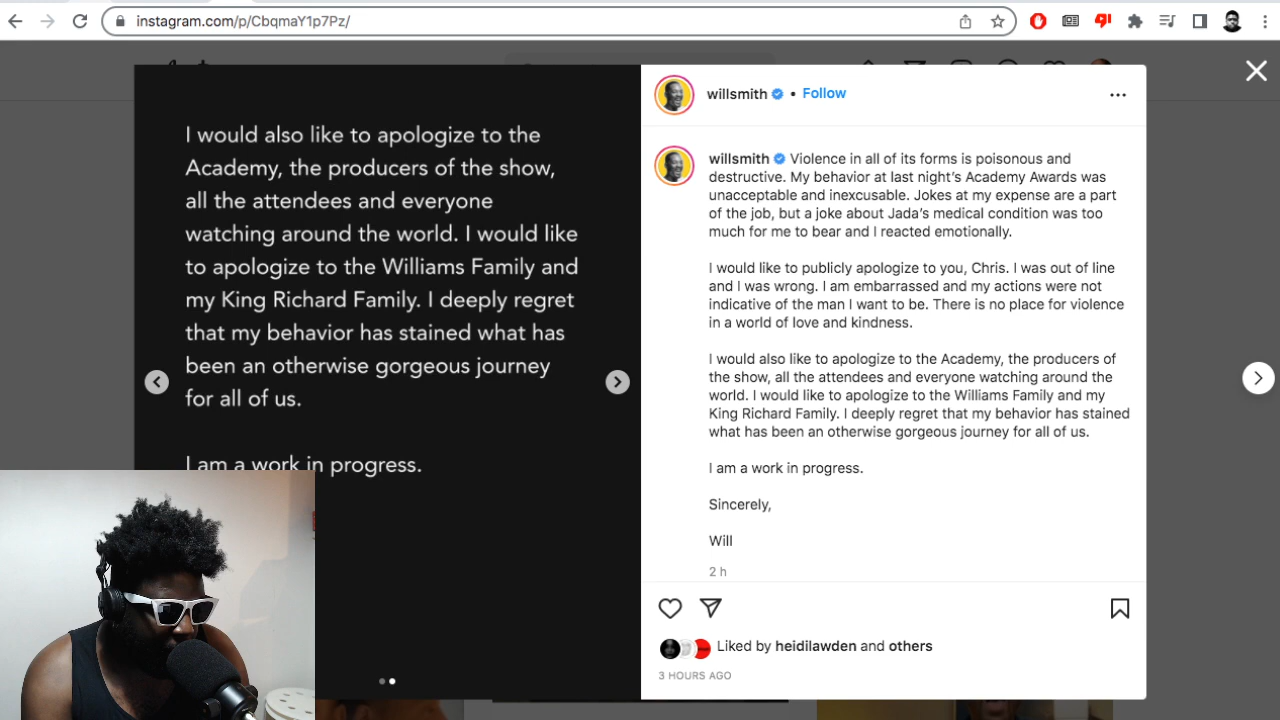 instagram.com/p/CbqmaY1p7Pz/
I would also like to apologize to the
Academy, the producers of the show,
all the attendees and everyone
watching around the world. I would like
to apologize to the Williams Family and
my King Richard Family. I deeply regret
that my behavior has stained what has
been an otherwise gorgeous journey
for all of us.
I am a work in progress.
willsmith • Follow
willsmith Violence in all of its forms is poisonous and
destructive. My behavior at last night's Academy Awards was
unacceptable and inexcusable. Jokes at my expense are a part
of the job, but a joke about Jada's medical condition was too
much for me to bear and I reacted emotionally.
I would like to publicly apologize to you, Chris. I was out of line
and I was wrong. I am embarrassed and my actions were not
indicative of the man I want to be. There is no place for violence
in a world of love and kindness.
I would also like to apologize to the Academy, the producers of
the show, all the attendees and everyone watching around the
world. I would like to apologize to the Williams Family and my
King Richard Family. I deeply regret that my behavior has stained
what has been an otherwise gorgeous journey for all of us.
I am a work in progress.
Sincerely,
Will
2 h
Liked by heidilawden and others
3 HOURS AGO